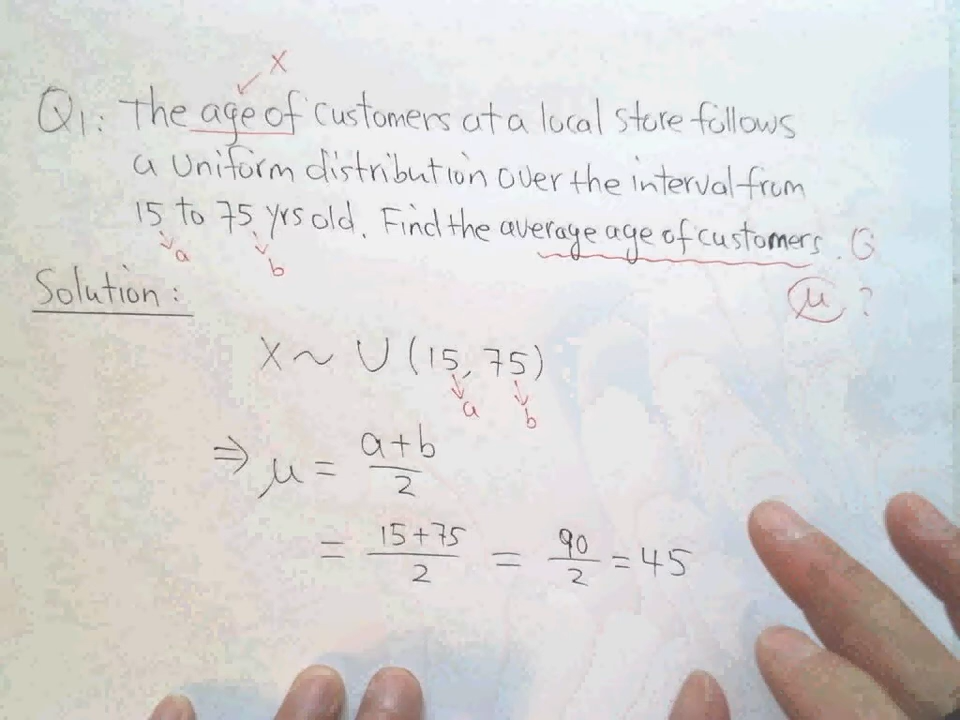 X
Q1: The age of customers at a local store follows
a uniform distribution over the interval from
15 to 75 yrs old. Find the average age of customers.
a
b
μ ?
Solution:
X ~ U (15, 75)
a
b
⇒ μ = a+b/2
= 15+75/2 = 90/2 = 45